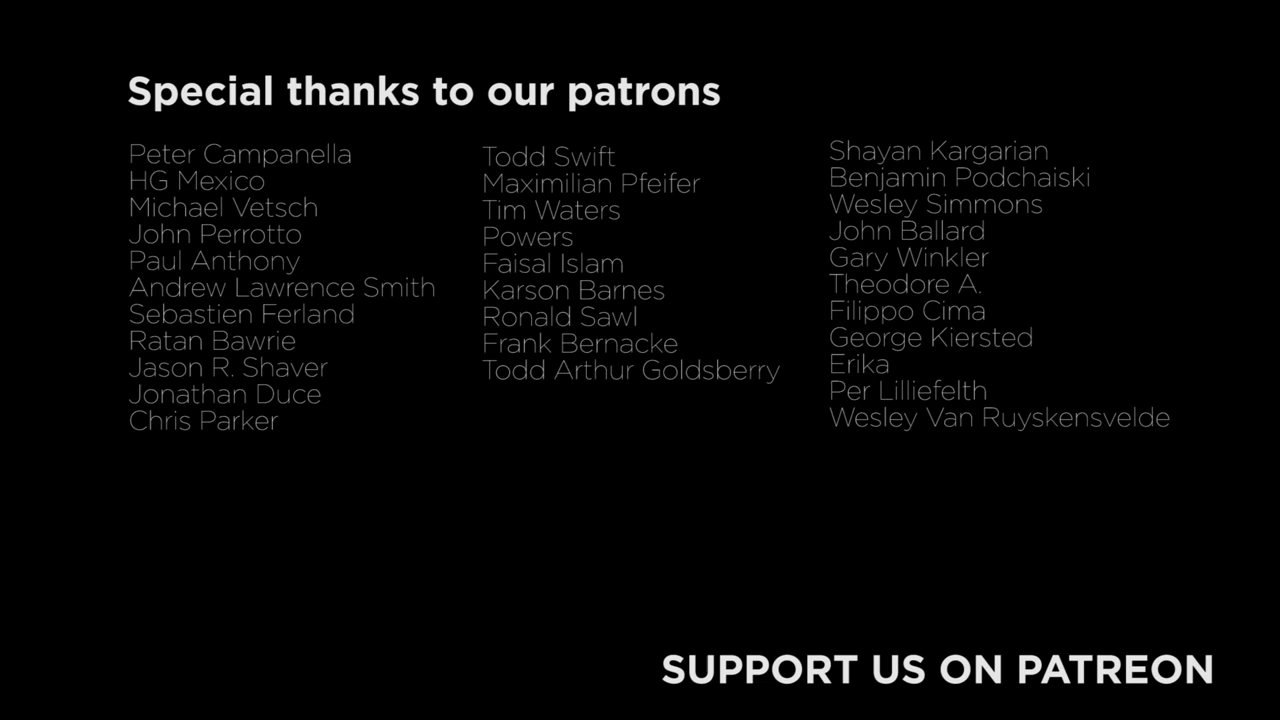 Special thanks to our patrons
Peter Campanella
HG Mexico
Michael Vetsch
John Perrotto
Paul Anthony
Andrew Lawrence Smith
Sebastien Ferland
Ratan Bawrie
Jason R. Shaver
Jonathan Duce
Chris Parker
Todd Swift
Maximilian Pfeifer
Tim Waters
Powers
Faisal Islam
Karson Barnes
Ronald Sawl
Frank Bernacke
Todd Arthur Goldsberry
Shayan Kargarian
Benjamin Podchaiski
Wesley Simmons
John Ballard
Gary Winkler
Theodore A.
Filippo Cima
George Kiersted
Erika
Per Lilliefelth
Wesley Van Ruyskensvelde
SUPPORT US ON PATREON